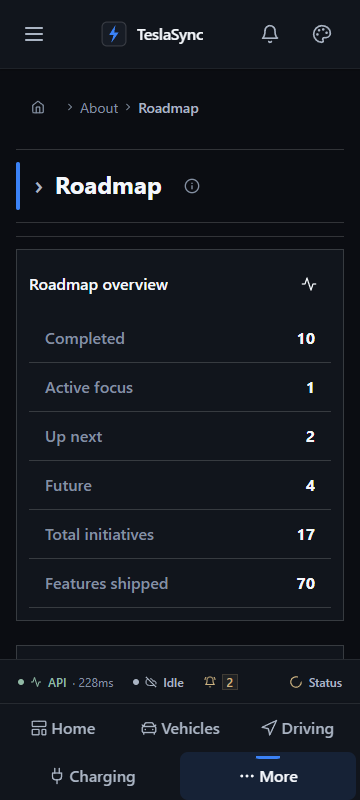 TeslaSync
About › Roadmap
› Roadmap
Roadmap overview
Completed 10
Active focus 1
Up next 2
Future 4
Total initiatives 17
Features shipped 70
API · 228ms Idle 2 Status
Home Vehicles Driving
Charging ··· More